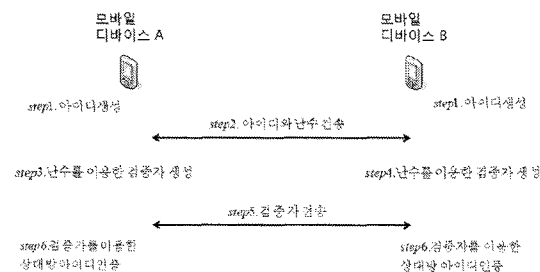 모바일
디바이스 A
모바일
디바이스 B
step1.아이디생성
step1.아이디생성
step2.아이디와난수전송
step3.난수를 이용한 검증자 생성
step4.난수를 이용한 검증자 생성
step5.검증자전송
step6.검증자를이용한
상대방아이디인증
step6.검증자를 이용한
상대방 아이디인증